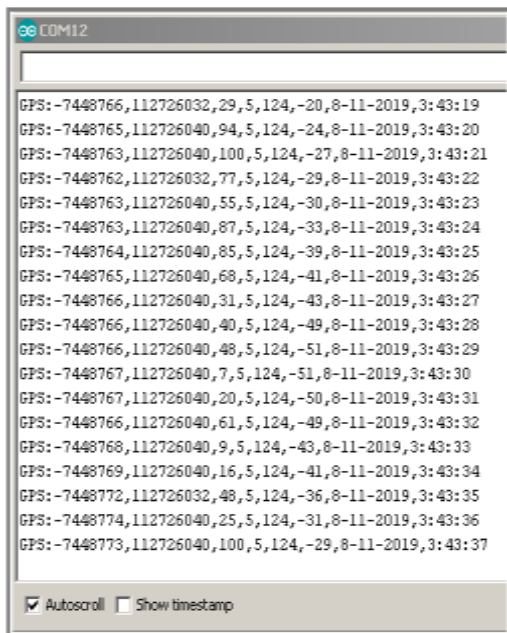 COM12
GPS:-7448766,112726032,29,5,124,-20,8-11-2019,3:43:19
GPS:-7448765,112726040,94,5,124,-24,8-11-2019,3:43:20
GPS:-7448763,112726040,100,5,124,-27,8-11-2019,3:43:21
GPS:-7448762,112726032,77,5,124,-29,8-11-2019,3:43:22
GPS:-7448763,112726040,55,5,124,-30,8-11-2019,3:43:23
GPS:-7448763,112726040,87,5,124,-33,8-11-2019,3:43:24
GPS:-7448764,112726040,85,5,124,-39,8-11-2019,3:43:25
GPS:-7448765,112726040,68,5,124,-41,8-11-2019,3:43:26
GPS:-7448766,112726040,31,5,124,-43,8-11-2019,3:43:27
GPS:-7448766,112726040,40,5,124,-49,8-11-2019,3:43:28
GPS:-7448766,112726040,48,5,124,-51,8-11-2019,3:43:29
GPS:-7448767,112726040,7,5,124,-51,8-11-2019,3:43:30
GPS:-7448767,112726040,20,5,124,-50,8-11-2019,3:43:31
GPS:-7448766,112726040,61,5,124,-49,8-11-2019,3:43:32
GPS:-7448768,112726040,9,5,124,-43,8-11-2019,3:43:33
GPS:-7448769,112726040,16,5,124,-41,8-11-2019,3:43:34
GPS:-7448772,112726032,48,5,124,-36,8-11-2019,3:43:35
GPS:-7448774,112726040,25,5,124,-31,8-11-2019,3:43:36
GPS:-7448773,112726040,100,5,124,-29,8-11-2019,3:43:37
Autoscroll Show timestamp